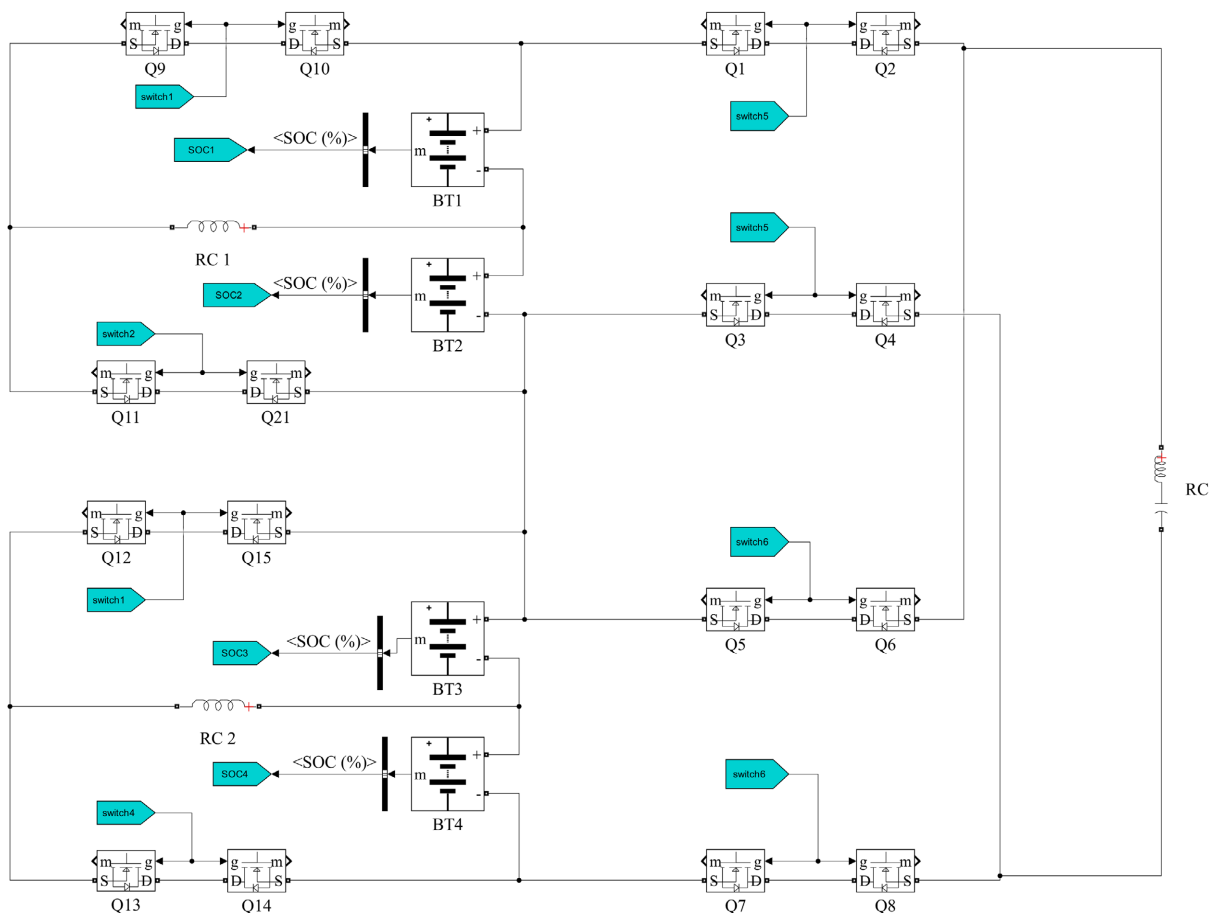 m g g m m g g m
S D D S S D D S
Q9 Q10 Q1 Q2
switch1
switch5
<SOC (%)>
SOC1
+ + m -
BT1
switch5
RC 1
<SOC (%)>
SOC2
+ + m -
BT2
m g g m
S D D S
Q3 Q4
switch2
m g g m
S D D S
Q11 Q21
RC
m g g m
S D D S
Q12 Q15
switch1
switch6
m g g m
S D D S
Q5 Q6
<SOC (%)>
SOC3
+ + m -
BT3
RC 2
<SOC (%)>
SOC4
+ + m -
BT4
switch6
switch4
m g g m m g g m
S D D S S D D S
Q13 Q14 Q7 Q8